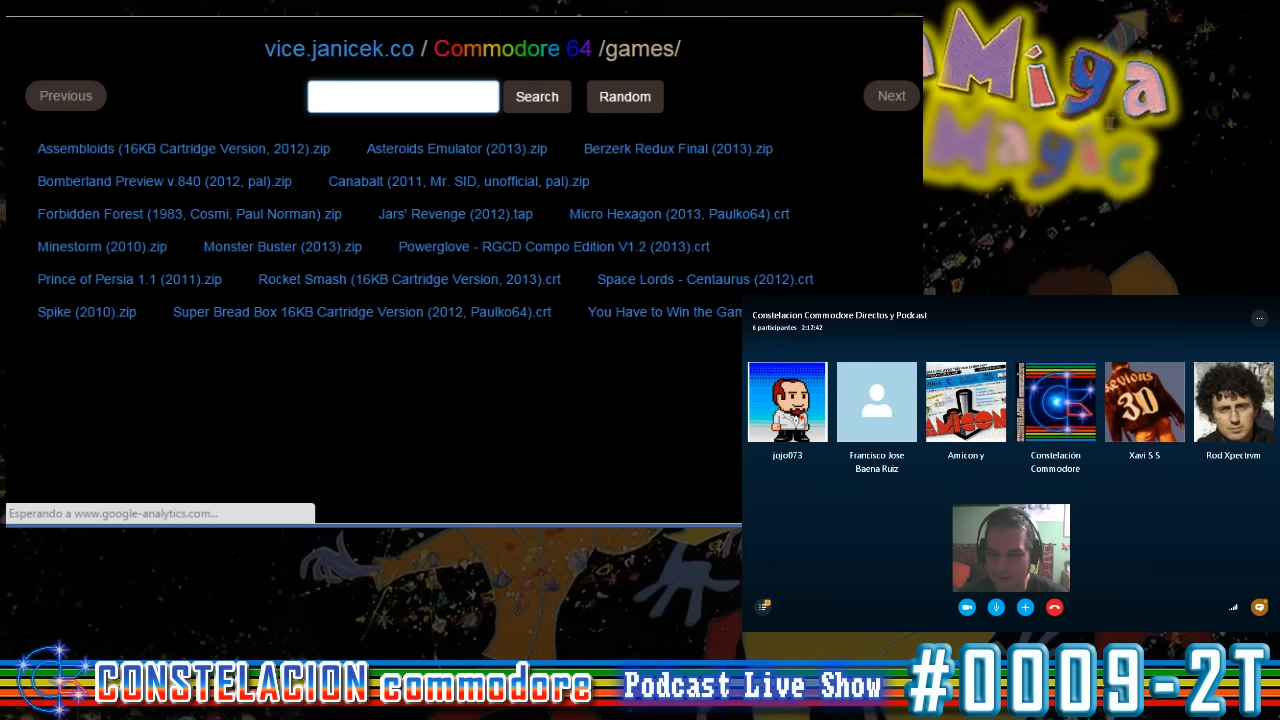 vice.janicek.co / Commodore 64 /games/
Previous
Search
Random
Next
Assembloids (16KB Cartridge Version, 2012).zip
Asteroids Emulator (2013).zip
Berzerk Redux Final (2013).zip
Bomberland Preview v.840 (2012, pal).zip
Canabalt (2011, Mr. SID, unofficial, pal).zip
Forbidden Forest (1983, Cosmi, Paul Norman).zip
Jars' Revenge (2012).tap
Micro Hexagon (2013, Paulko64).crt
Minestorm (2010).zip
Monster Buster (2013).zip
Powerglove - RGCD Compo Edition V1.2 (2013).crt
Prince of Persia 1.1 (2011).zip
Rocket Smash (16KB Cartridge Version, 2013).crt
Space Lords - Centaurus (2012).crt
Spike (2010).zip
Super Bread Box 16KB Cartridge Version (2012, Paulko64).crt
You Have to Win the Gam
Esperando a www.google-analytics.com...
Amiga
Magic
Constelacion Commodore Directos y Podcast
6 participantes 2:17:42
jojo073
Francisco Jose
Baena Ruiz
Amicon y
Constelación
Commodore
Xavi S S
Rod Xpectrvm
30
AMICON
CONSTELACION commodore
Podcast Live Show
#0009-2T